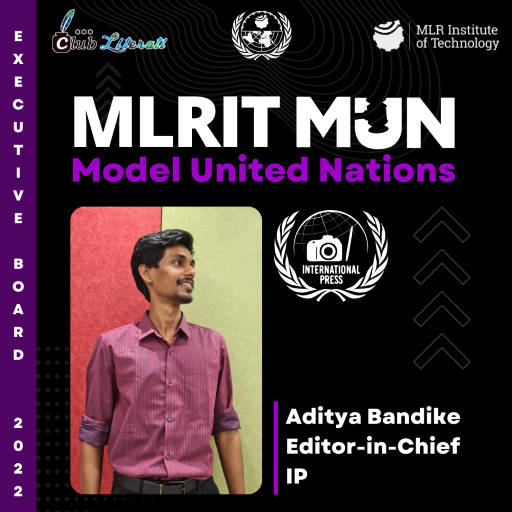 EXECUTIVE BOARD 2022
Club Literati
MLR Institute
of Technology
MLRIT MUN
Model United Nations
INTERNATIONAL
PRESS
Aditya Bandike
Editor-in-Chief
IP